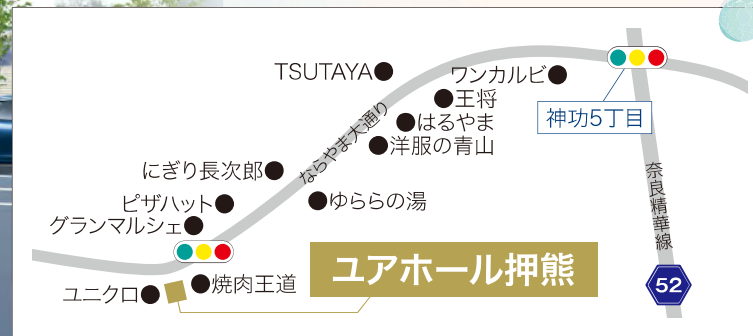 TSUTAYA
ワンカルビ
王将
神功5丁目
はるやま
洋服の青山
ならやま大通り
にぎり長次郎
奈良精華線
ピザハット
ゆららの湯
グランマルシェ
ユアホール押熊
焼肉王道
ユニクロ
52